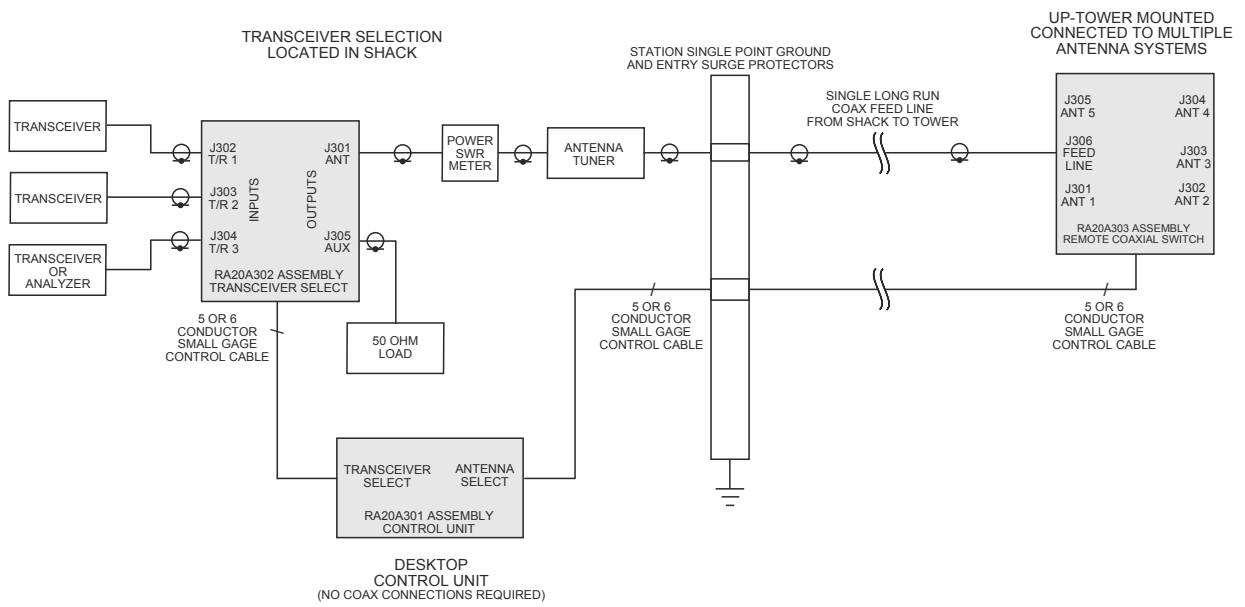 TRANSCEIVER SELECTION
LOCATED IN SHACK
STATION SINGLE POINT GROUND
AND ENTRY SURGE PROTECTORS
UP-TOWER MOUNTED
CONNECTED TO MULTIPLE
ANTENNA SYSTEMS
TRANSCEIVER
TRANSCEIVER
TRANSCEIVER
OR
ANALYZER
J302
T/R 1
J303
T/R 2
J304
T/R 3
INPUTS
OUTPUTS
J301
ANT
J305
AUX
RA20A302 ASSEMBLY
TRANSCEIVER SELECT
POWER
SWR
METER
ANTENNA
TUNER
SINGLE LONG RUN
COAX FEED LINE
FROM SHACK TO TOWER
J305
ANT 5
J304
ANT 4
J306
FEED
LINE
J303
ANT 3
J301
ANT 1
J302
ANT 2
RA20A303 ASSEMBLY
REMOTE COAXIAL SWITCH
5 OR 6
CONDUCTOR
SMALL GAGE
CONTROL CABLE
50 OHM
LOAD
5 OR 6
CONDUCTOR
SMALL GAGE
CONTROL CABLE
5 OR 6
CONDUCTOR
SMALL GAGE
CONTROL CABLE
TRANSCEIVER
SELECT
ANTENNA
SELECT
RA20A301 ASSEMBLY
CONTROL UNIT
DESKTOP
CONTROL UNIT
(NO COAX CONNECTIONS REQUIRED)